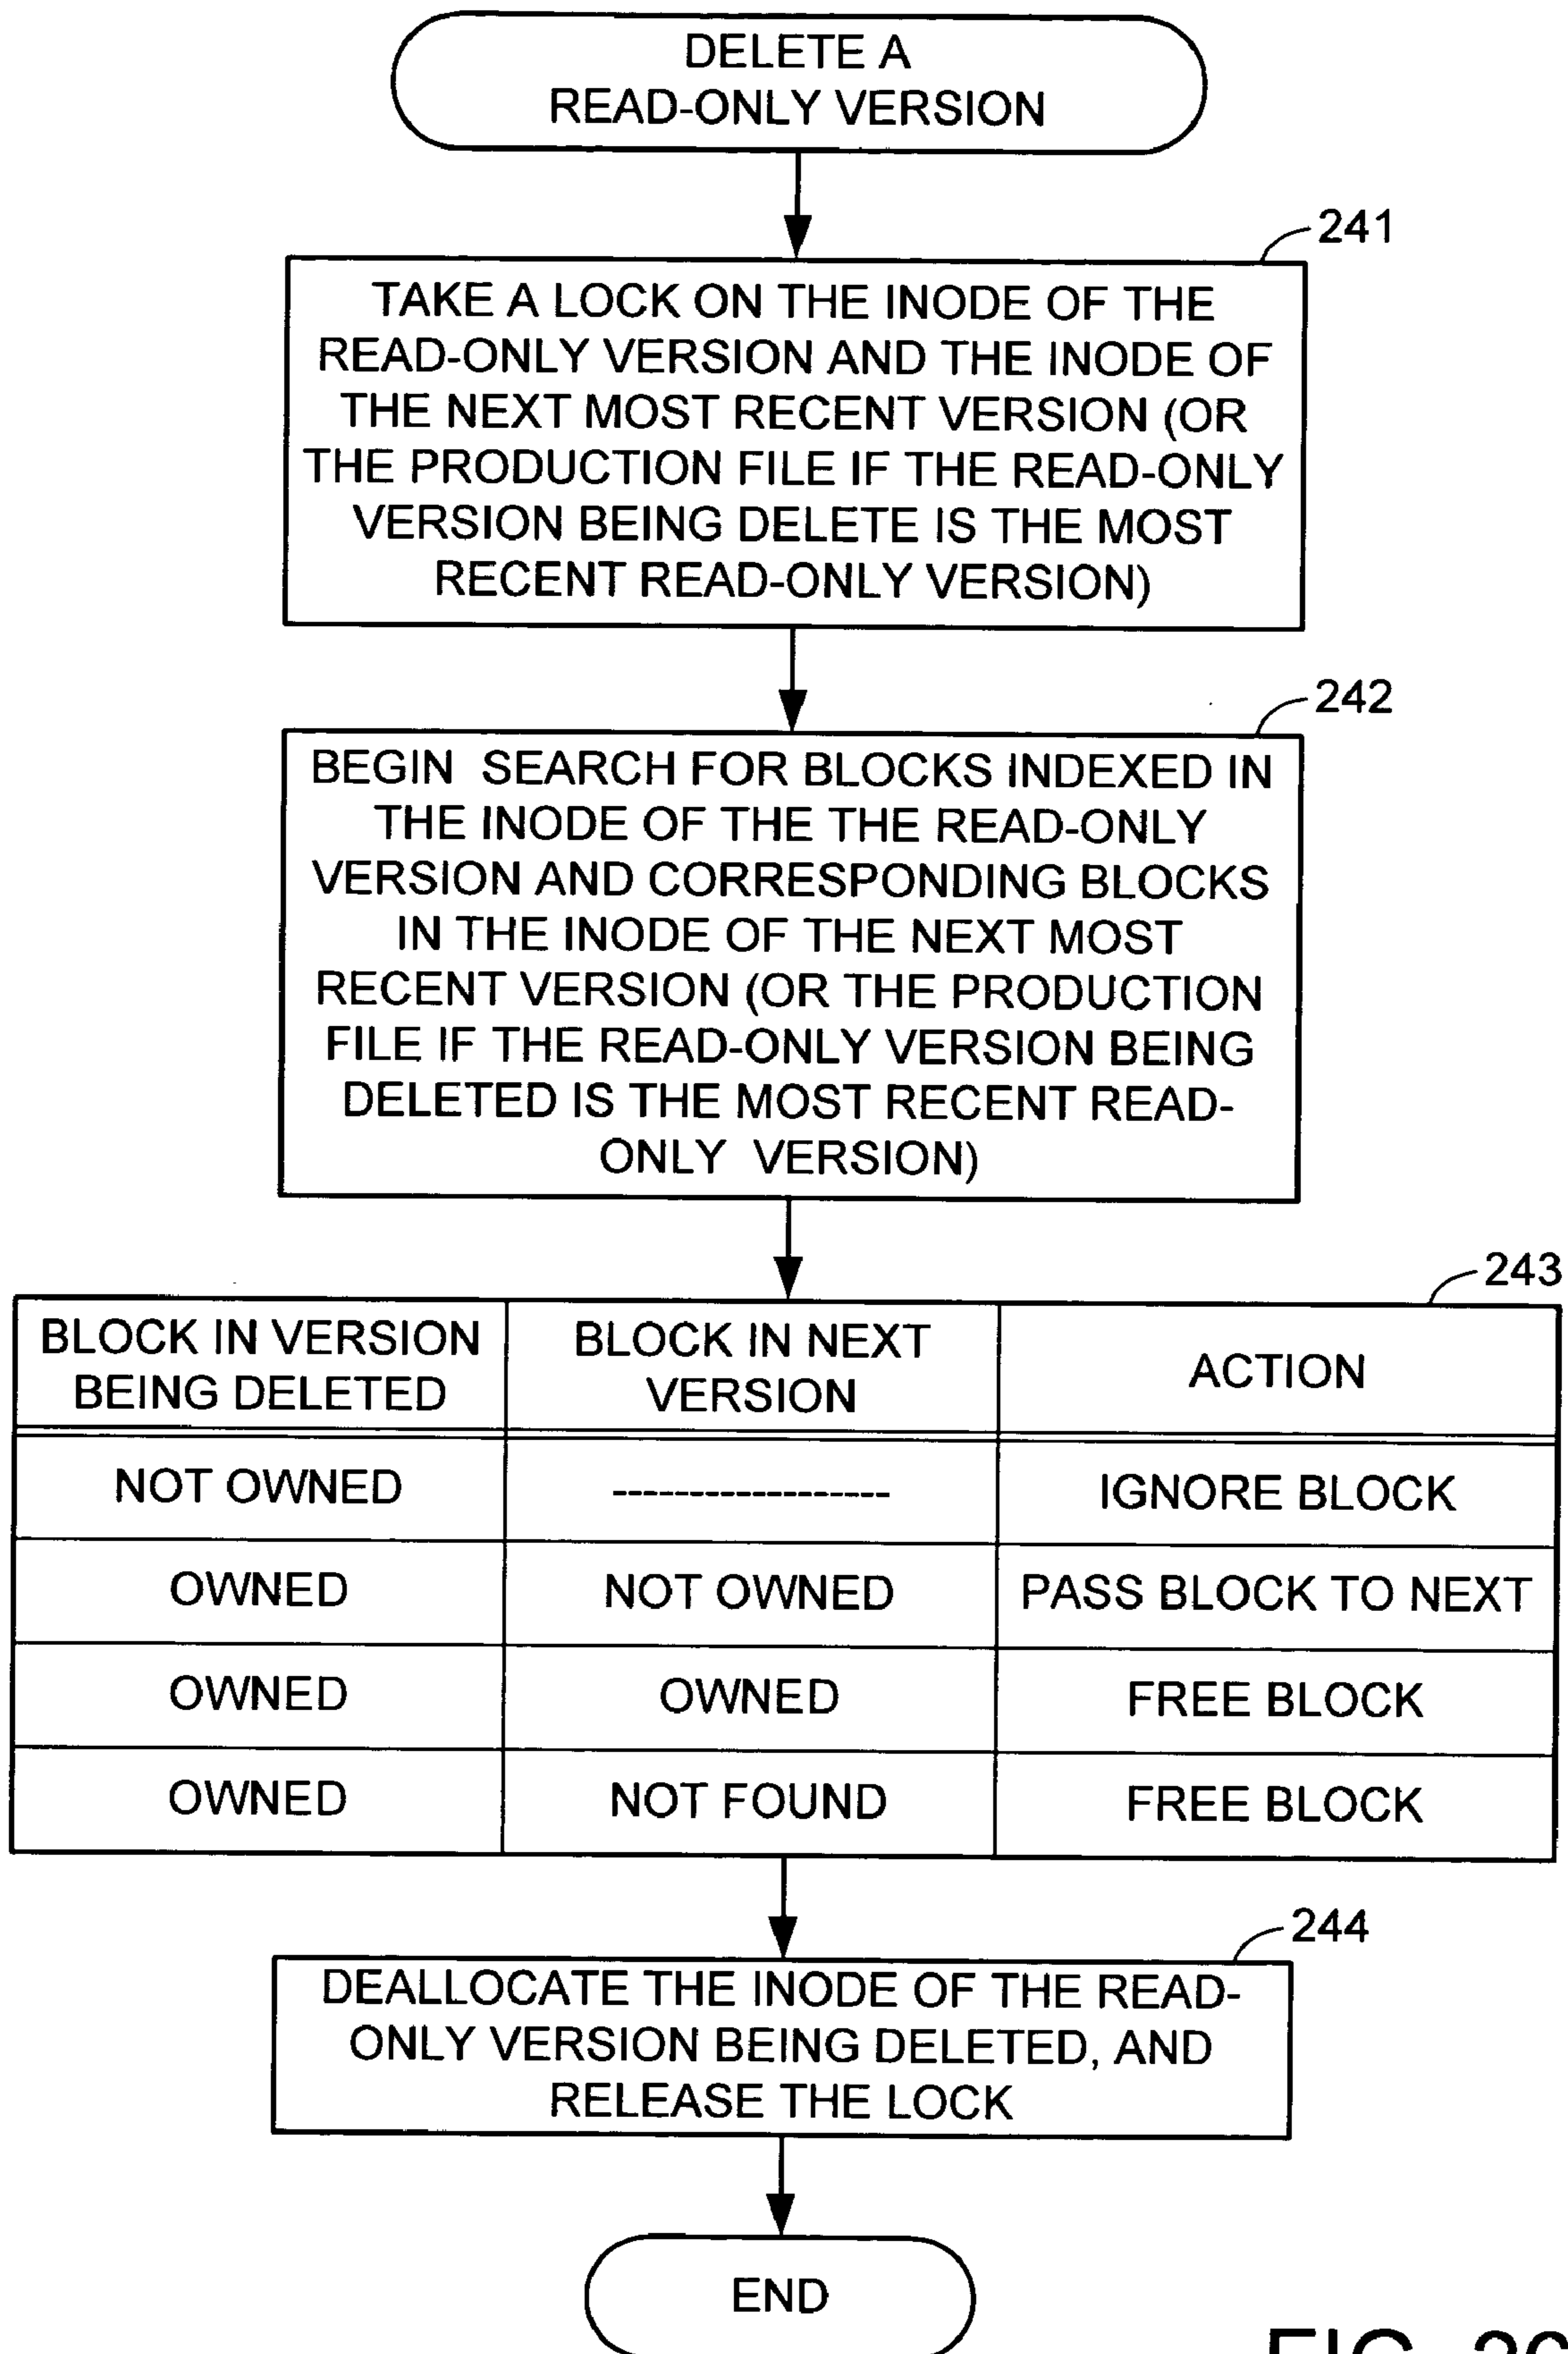 DELETE A
READ-ONLY VERSION
241
TAKE A LOCK ON THE INODE OF THE
READ-ONLY VERSION AND THE INODE OF
THE NEXT MOST RECENT VERSION (OR
THE PRODUCTION FILE IF THE READ-ONLY
VERSION BEING DELETE IS THE MOST
RECENT READ-ONLY VERSION)
242
BEGIN SEARCH FOR BLOCKS INDEXED IN
THE INODE OF THE THE READ-ONLY
VERSION AND CORRESPONDING BLOCKS
IN THE INODE OF THE NEXT MOST
RECENT VERSION (OR THE PRODUCTION
FILE IF THE READ-ONLY VERSION BEING
DELETED IS THE MOST RECENT READ-
ONLY VERSION)
243
BLOCK IN VERSION
BEING DELETED
BLOCK IN NEXT
VERSION
ACTION
NOT OWNED ------------------ IGNORE BLOCK
OWNED NOT OWNED PASS BLOCK TO NEXT
OWNED OWNED FREE BLOCK
OWNED NOT FOUND FREE BLOCK
244
DEALLOCATE THE INODE OF THE READ-
ONLY VERSION BEING DELETED, AND
RELEASE THE LOCK
END
FIG.